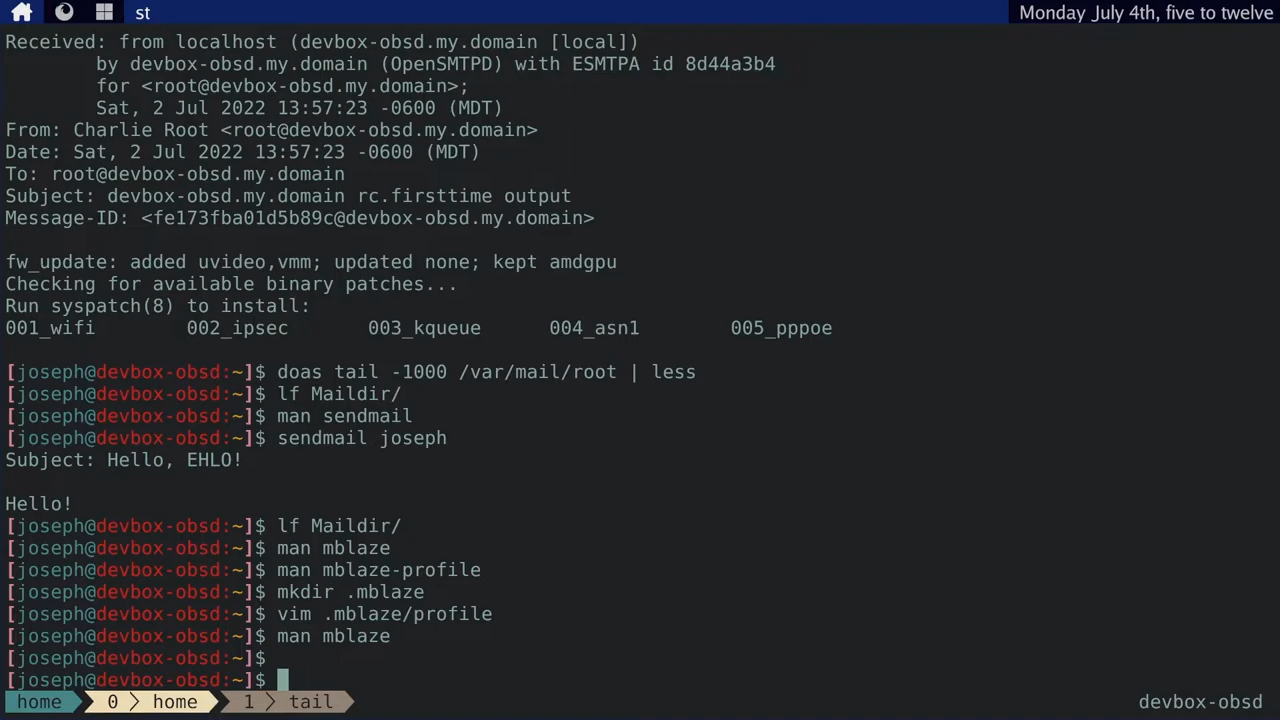 st
Monday July 4th, five to twelve
Received: from localhost (devbox-obsd.my.domain [local])
        by devbox-obsd.my.domain (OpenSMTPD) with ESMTPA id 8d44a3b4
        for <root@devbox-obsd.my.domain>;
        Sat, 2 Jul 2022 13:57:23 -0600 (MDT)
From: Charlie Root <root@devbox-obsd.my.domain>
Date: Sat, 2 Jul 2022 13:57:23 -0600 (MDT)
To: root@devbox-obsd.my.domain
Subject: devbox-obsd.my.domain rc.firsttime output
Message-ID: <fe173fba01d5b89c@devbox-obsd.my.domain>

fw_update: added uvideo,vmm; updated none; kept amdgpu
Checking for available binary patches...
Run syspatch(8) to install:
001_wifi        002_ipsec       003_kqueue      004_asn1        005_pppoe

[joseph@devbox-obsd:~]$ doas tail -1000 /var/mail/root | less
[joseph@devbox-obsd:~]$ lf Maildir/
[joseph@devbox-obsd:~]$ man sendmail
[joseph@devbox-obsd:~]$ sendmail joseph
Subject: Hello, EHLO!

Hello!
[joseph@devbox-obsd:~]$ lf Maildir/
[joseph@devbox-obsd:~]$ man mblaze
[joseph@devbox-obsd:~]$ man mblaze-profile
[joseph@devbox-obsd:~]$ mkdir .mblaze
[joseph@devbox-obsd:~]$ vim .mblaze/profile
[joseph@devbox-obsd:~]$ man mblaze
[joseph@devbox-obsd:~]$
[joseph@devbox-obsd:~]$
home 0 home 1 tail devbox-obsd